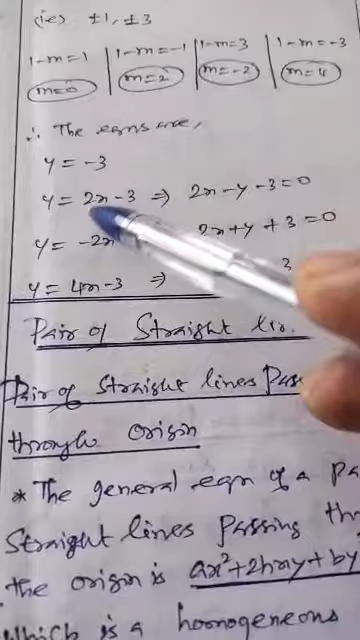 (ie) ±1, ±3
1-m=1 | 1-m=-1 | 1-m=3 | 1-m=-3
m=0 m=2 m=-2 m=4
∴ The eqns are,
y = -3
y = 2x-3 ⇒ 2x-y-3=0
y = -2x 2x+y+3=0
y = 4x-3 ⇒ 3
Pair of Straight
Pair of Straight lines Pass
through origin
* The general eqn of a pa
Straight lines Passing th
the origin is ax²+2hxy+by
which is a homogeneous